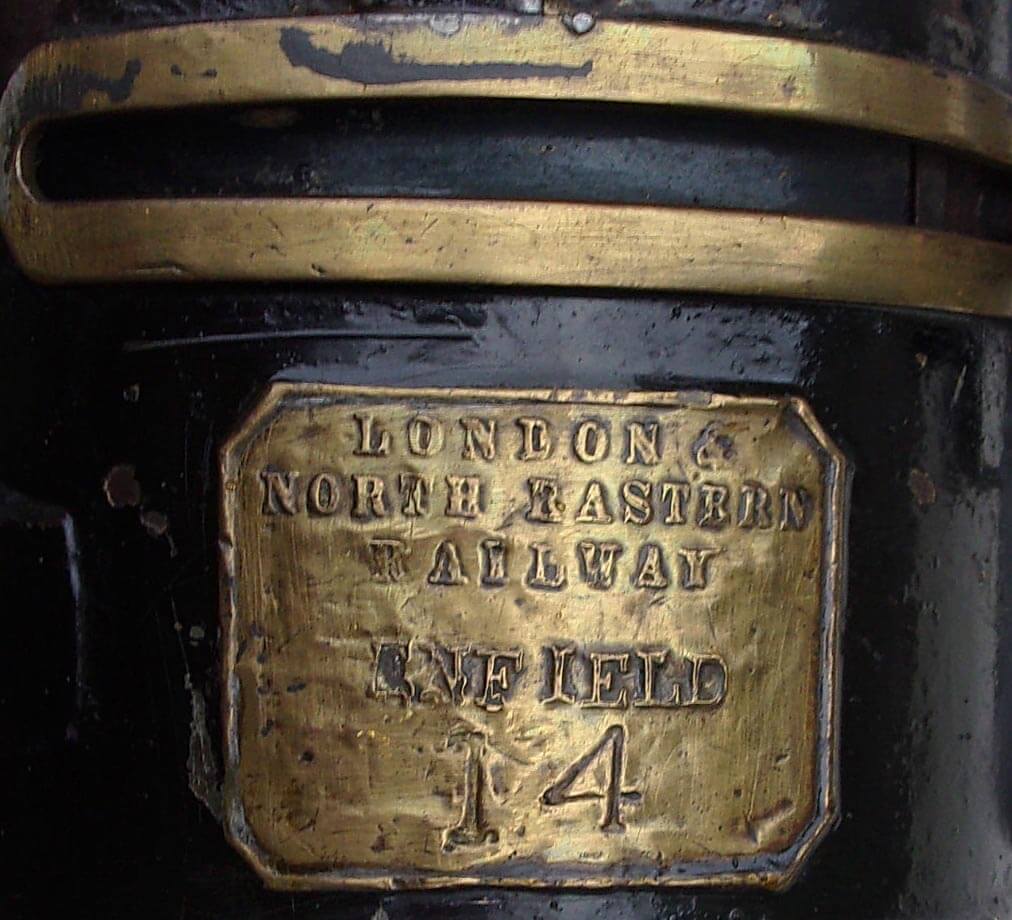 LONDON &
NORTH EASTERN
RAILWAY
ENFIELD
14